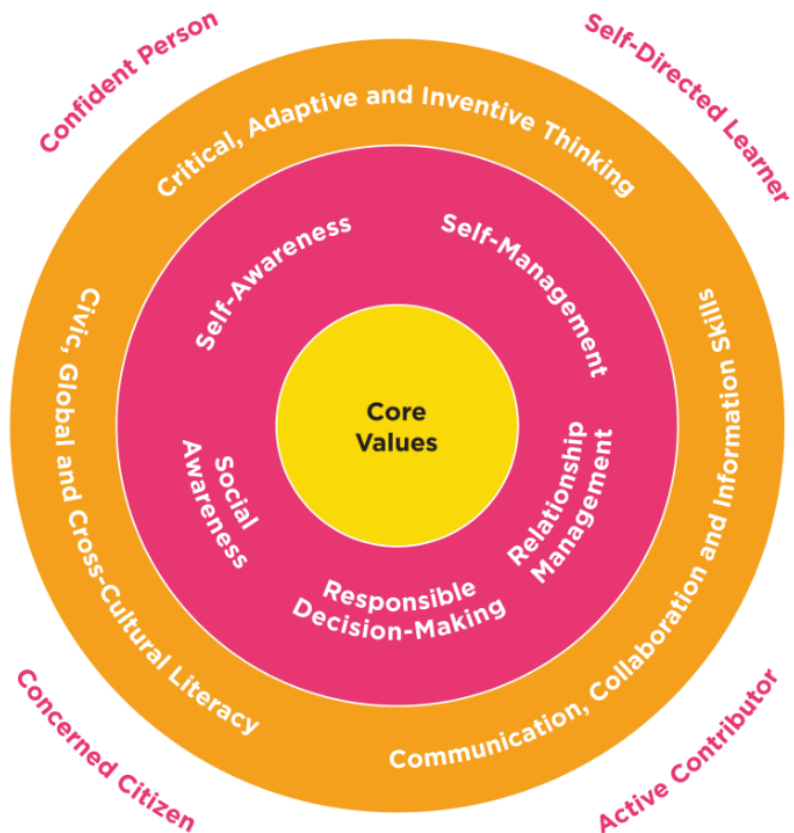 Confident Person
Self-Directed Learner
Critical, Adaptive and Inventive Thinking
Self-Awareness
Self-Management
Civic, Global and Cross-Cultural Literacy
Communication, Collaboration and Information Skills
Core
Values
Social
Awareness
Relationship
Management
Responsible
Decision-Making
Concerned Citizen
Active Contributor